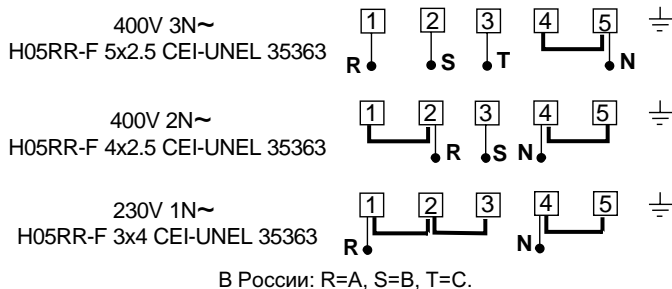 400V 3N~
H05RR-F 5x2.5 CEI-UNEL 35363
1 2 3 4 5
R S T N
400V 2N~
H05RR-F 4x2.5 CEI-UNEL 35363
1 2 3 4 5
R S N
230V 1N~
H05RR-F 3x4 CEI-UNEL 35363
1 2 3 4 5
R N
В России: R=A, S=B, T=C.